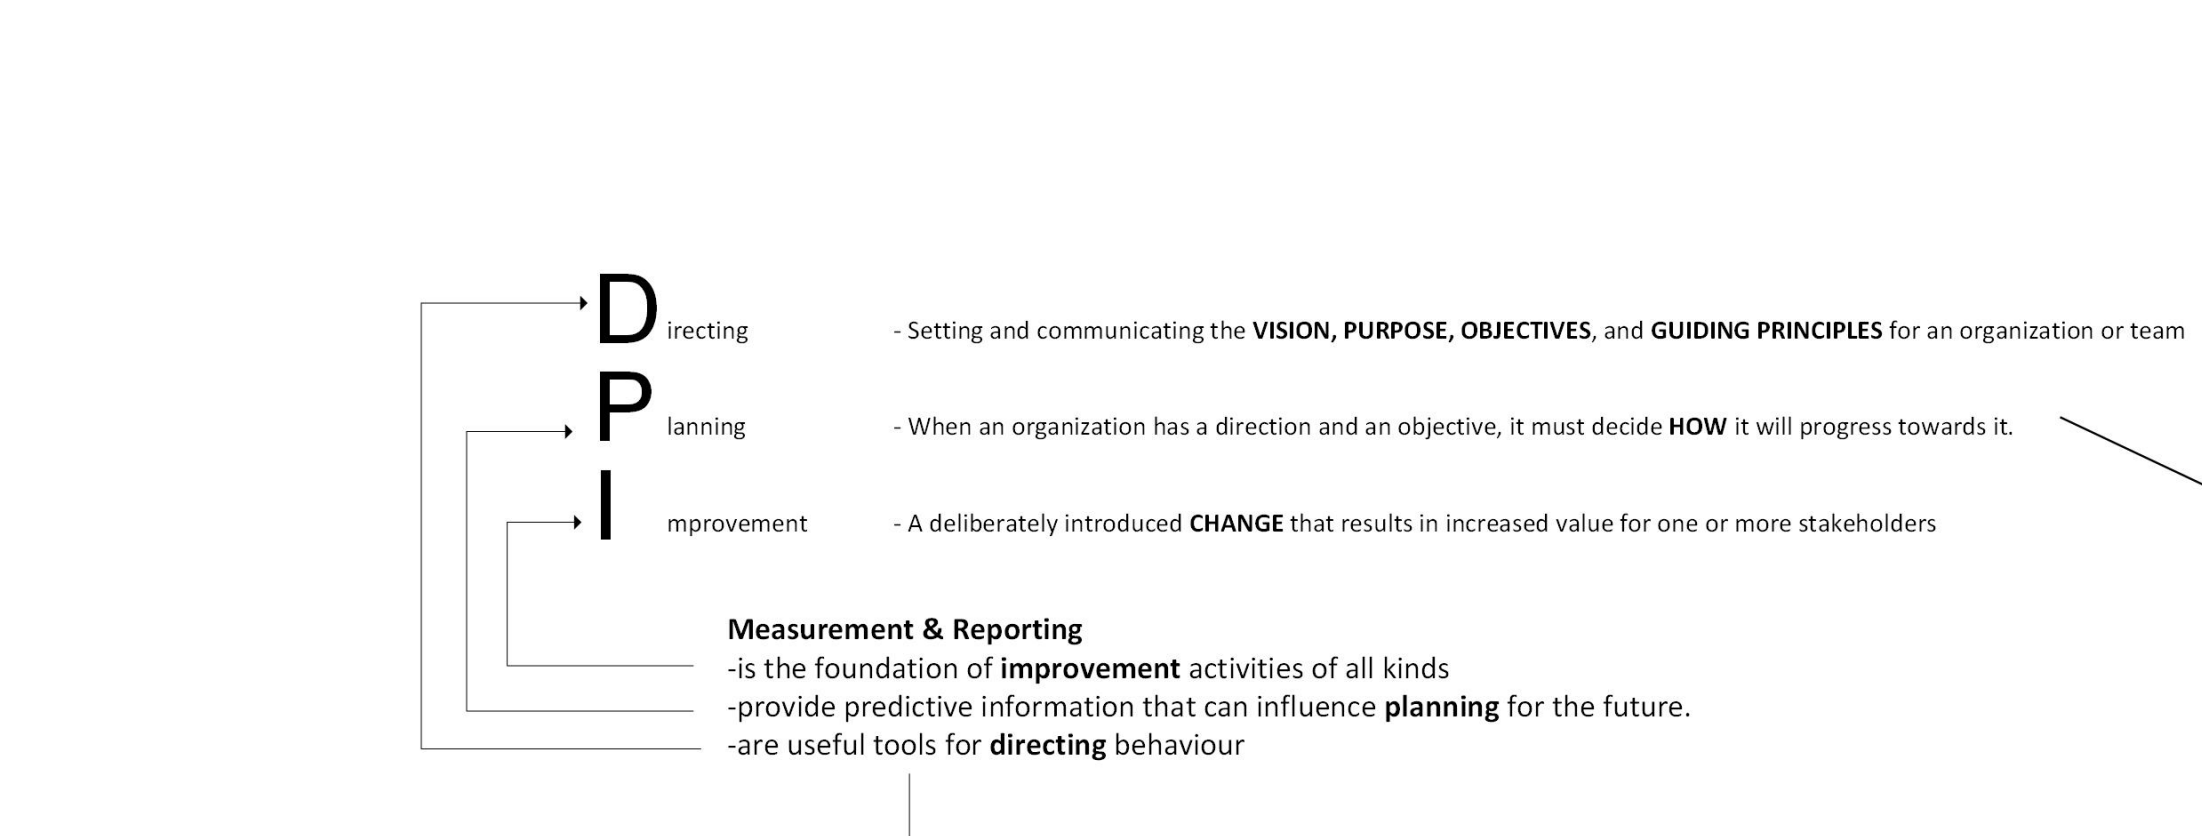 Directing - Setting and communicating the VISION, PURPOSE, OBJECTIVES, and GUIDING PRINCIPLES for an organization or team
Planning - When an organization has a direction and an objective, it must decide HOW it will progress towards it.
Improvement - A deliberately introduced CHANGE that results in increased value for one or more stakeholders
Measurement & Reporting
-is the foundation of improvement activities of all kinds
-provide predictive information that can influence planning for the future.
-are useful tools for directing behaviour